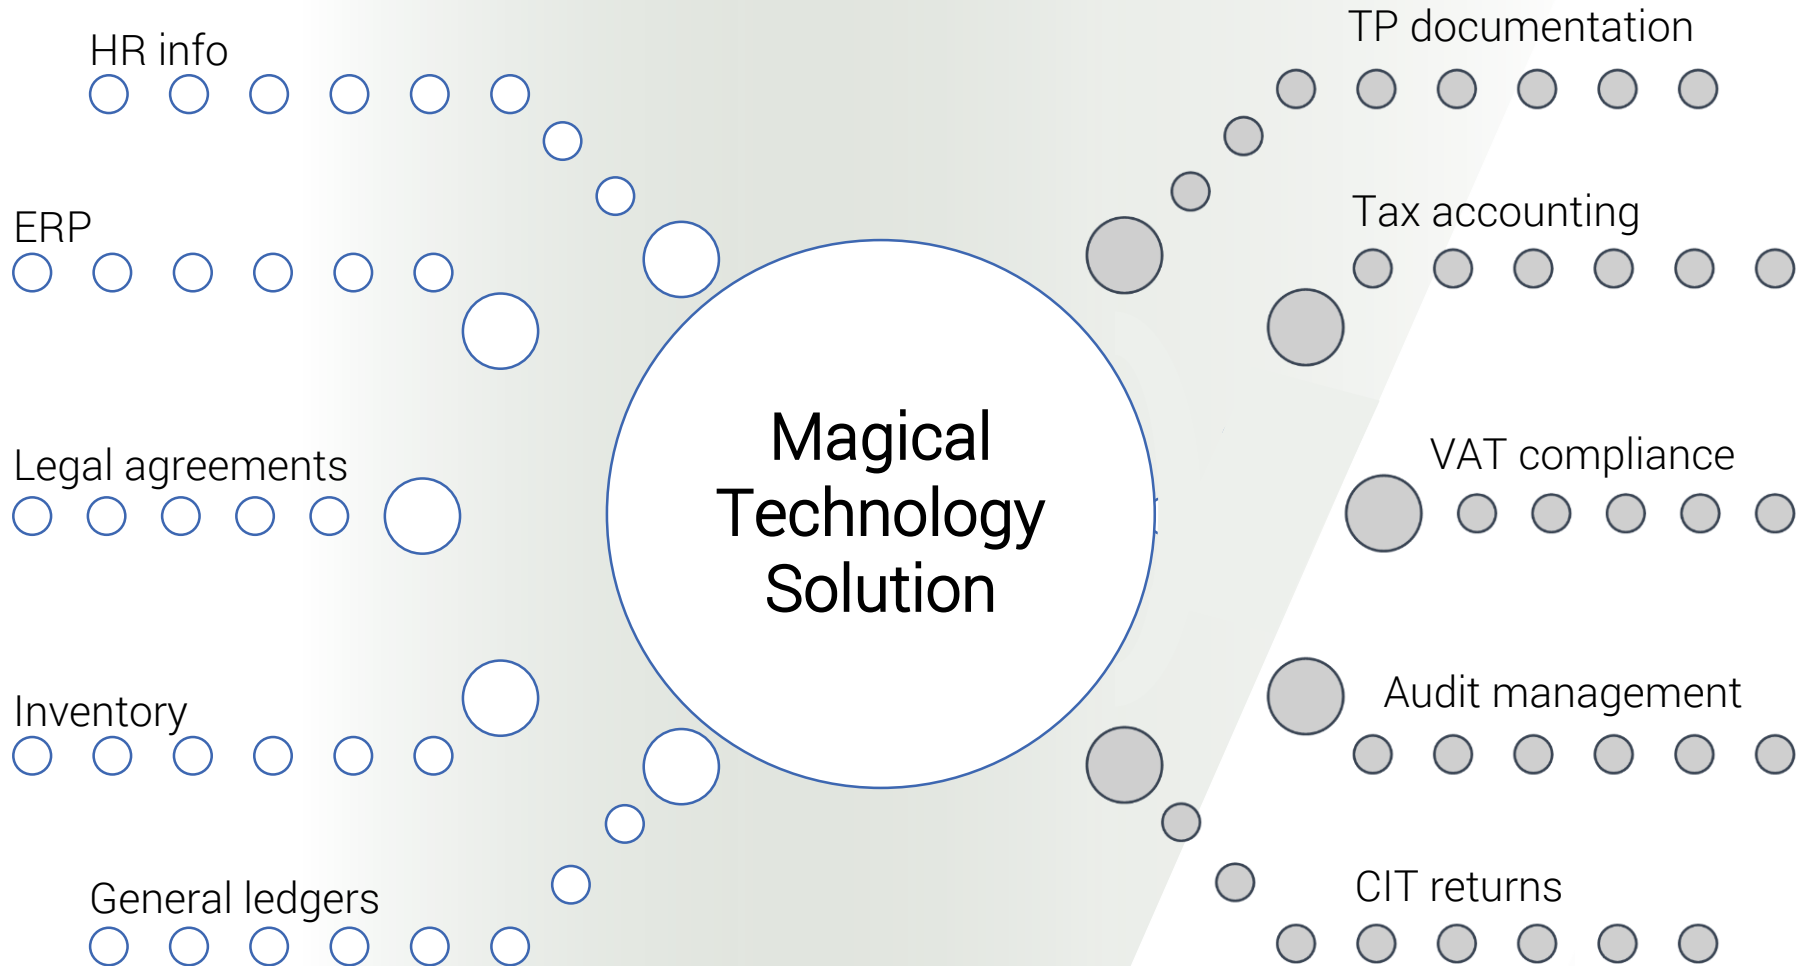 HR info
ERP
Legal agreements
Inventory
General ledgers
Magical
Technology
Solution
TP documentation
Tax accounting
VAT compliance
Audit management
CIT returns